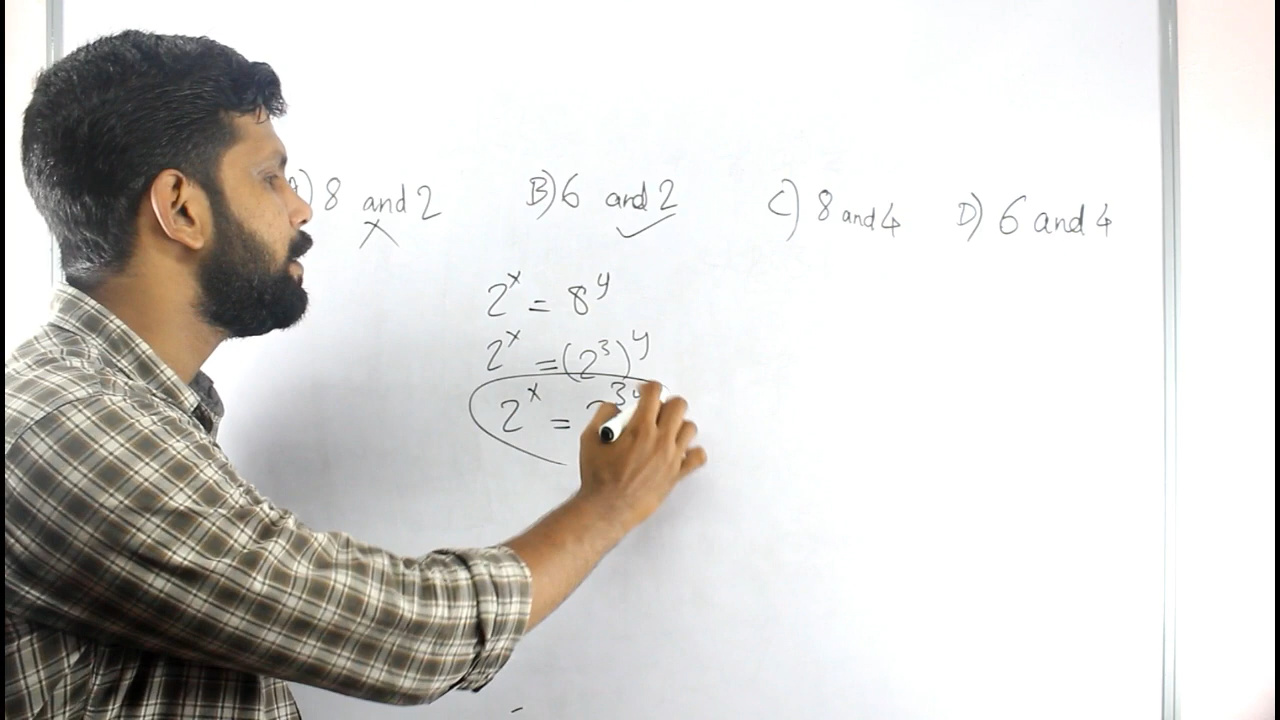 A) 8 and 2 B) 6 and 2 C) 8 and 4 D) 6 and 4
2ˣ = 8ʸ
2ˣ = (2³)ʸ
2ˣ = 2³ʸ